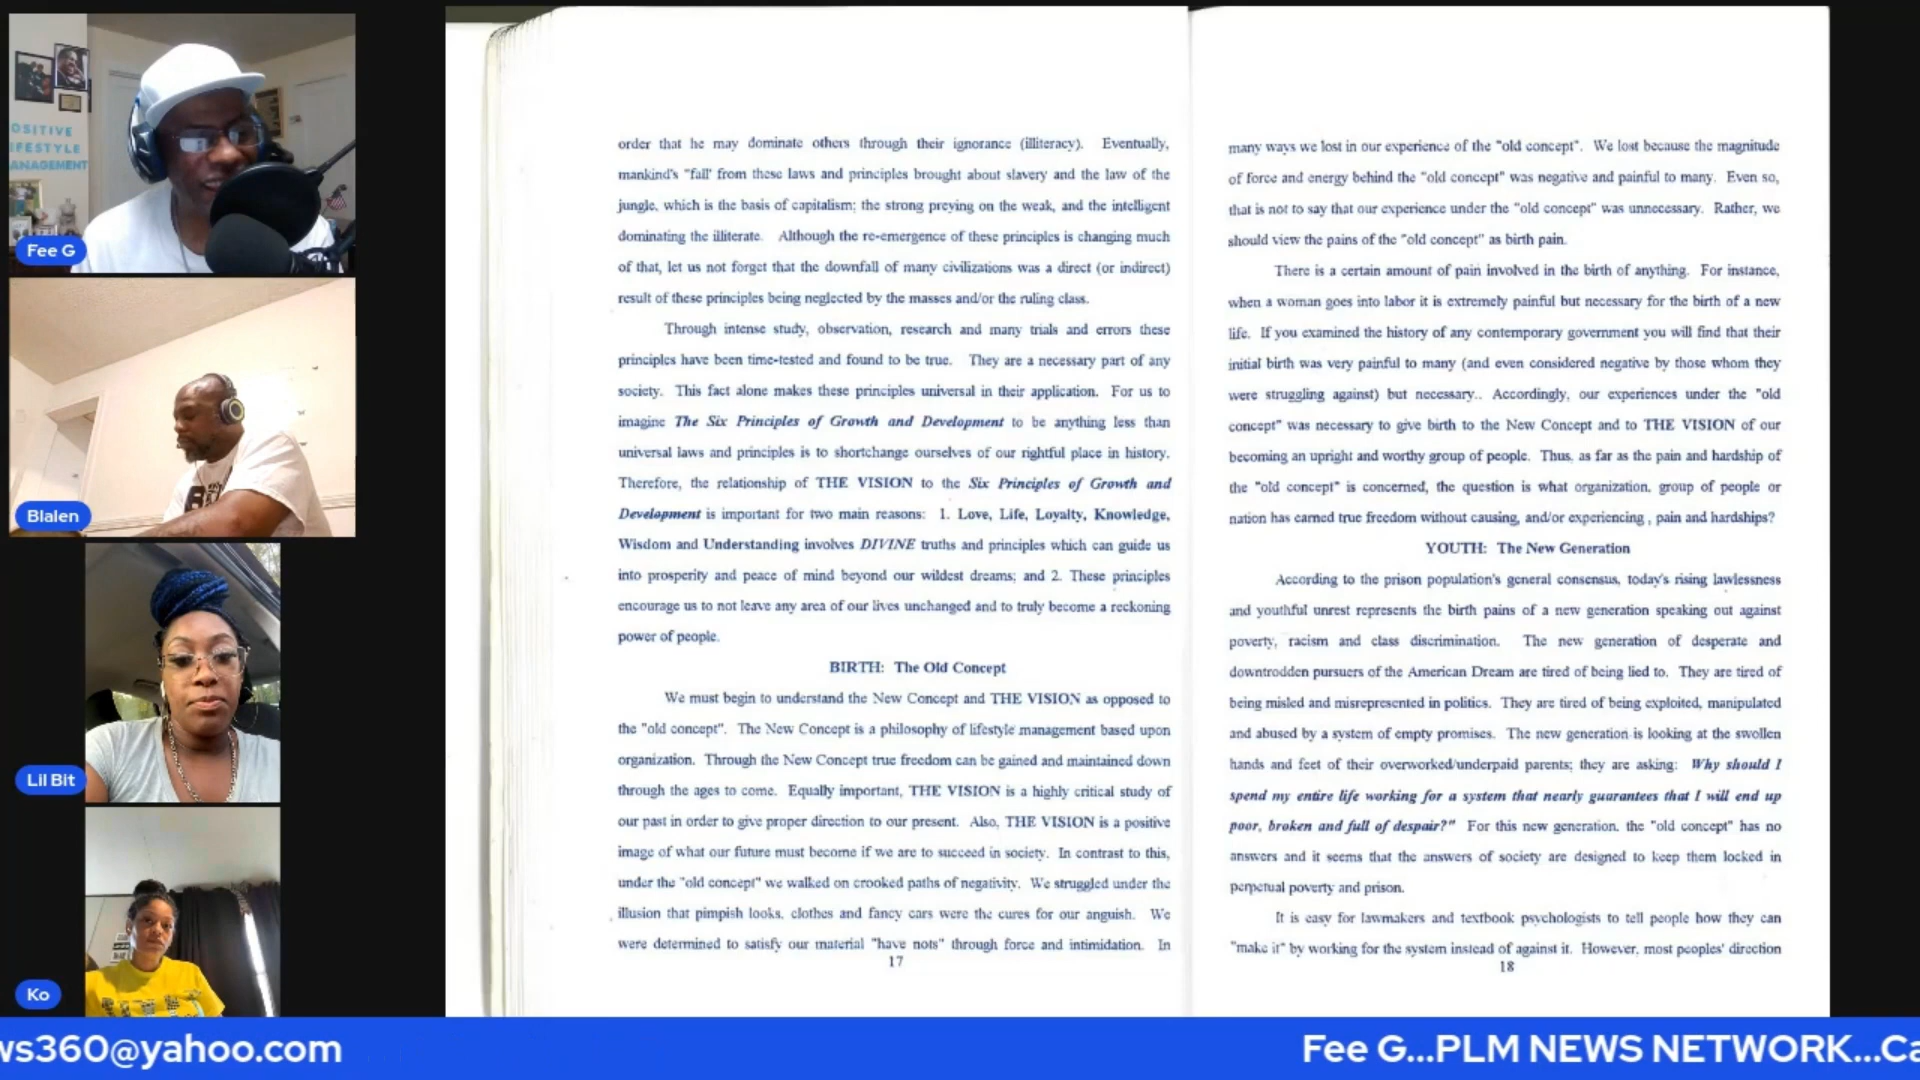 OSITIVE
IFESTYLE
ANAGEMENT
Fee G
Blalen
Lil Bit
Ko
order that he may dominate others through their ignorance (illiteracy). Eventually,
mankind's "fall' from these laws and principles brought about slavery and the law of the
jungle, which is the basis of capitalism; the strong preying on the weak, and the intelligent
dominating the illiterate. Although the re-emergence of these principles is changing much
of that, let us not forget that the downfall of many civilizations was a direct (or indirect)
result of these principles being neglected by the masses and/or the ruling class.
Through intense study, observation, research and many trials and errors these
principles have been time-tested and found to be true. They are a necessary part of any
society. This fact alone makes these principles universal in their application. For us to
imagine The Six Principles of Growth and Development to be anything less than
universal laws and principles is to shortchange ourselves of our rightful place in history.
Therefore, the relationship of THE VISION to the Six Principles of Growth and
Development is important for two main reasons: 1. Love, Life, Loyalty, Knowledge,
Wisdom and Understanding involves DIVINE truths and principles which can guide us
into prosperity and peace of mind beyond our wildest dreams; and 2. These principles
encourage us to not leave any area of our lives unchanged and to truly become a reckoning
power of people.
BIRTH: The Old Concept
We must begin to understand the New Concept and THE VISION as opposed to
the "old concept". The New Concept is a philosophy of lifestyle management based upon
organization. Through the New Concept true freedom can be gained and maintained down
through the ages to come. Equally important, THE VISION is a highly critical study of
our past in order to give proper direction to our present. Also, THE VISION is a positive
image of what our future must become if we are to succeed in society. In contrast to this,
under the "old concept" we walked on crooked paths of negativity. We struggled under the
illusion that pimpish looks, clothes and fancy cars were the cures for our anguish. We
were determined to satisfy our material "have nots" through force and intimidation. In
17
many ways we lost in our experience of the "old concept". We lost because the magnitude
of force and energy behind the "old concept" was negative and painful to many. Even so,
that is not to say that our experience under the "old concept" was unnecessary. Rather, we
should view the pains of the "old concept" as birth pain.
There is a certain amount of pain involved in the birth of anything. For instance,
when a woman goes into labor it is extremely painful but necessary for the birth of a new
life. If you examined the history of any contemporary government you will find that their
initial birth was very painful to many (and even considered negative by those whom they
were struggling against) but necessary.. Accordingly, our experiences under the "old
concept" was necessary to give birth to the New Concept and to THE VISION of our
becoming an upright and worthy group of people. Thus, as far as the pain and hardship of
the "old concept" is concerned, the question is what organization, group of people or
nation has earned true freedom without causing, and/or experiencing , pain and hardships?
YOUTH: The New Generation
According to the prison population's general consensus, today's rising lawlessness
and youthful unrest represents the birth pains of a new generation speaking out against
poverty, racism and class discrimination. The new generation of desperate and
downtrodden pursuers of the American Dream are tired of being lied to. They are tired of
being misled and misrepresented in politics. They are tired of being exploited, manipulated
and abused by a system of empty promises. The new generation is looking at the swollen
hands and feet of their overworked/underpaid parents; they are asking: Why should I
spend my entire life working for a system that nearly guarantees that I will end up
poor, broken and full of despair?" For this new generation, the "old concept" has no
answers and it seems that the answers of society are designed to keep them locked in
perpetual poverty and prison.
It is easy for lawmakers and textbook psychologists to tell people how they can
"make it" by working for the system instead of against it. However, most peoples' direction
18
ws360@yahoo.com
Fee G...PLM NEWS NETWORK...Ca